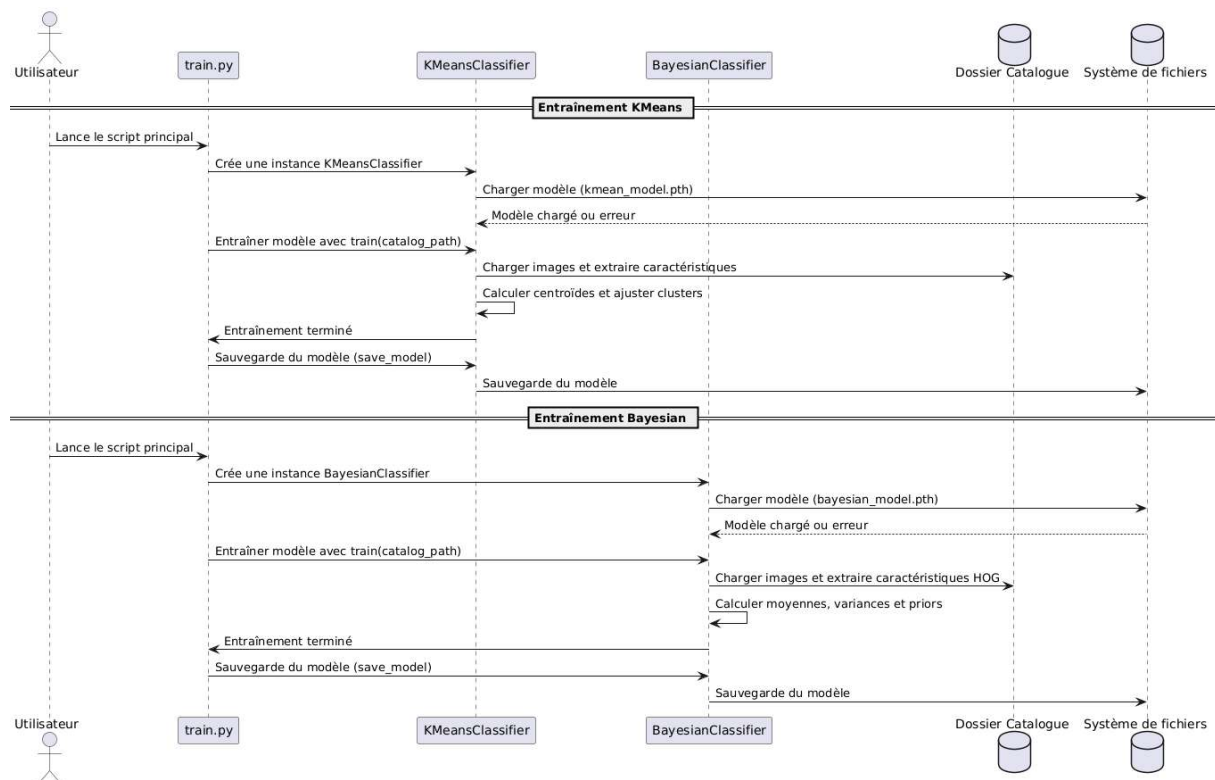 Utilisateur
train.py
KMeansClassifier
BayesianClassifier
Dossier Catalogue
Système de fichiers
Entraînement KMeans
Lance le script principal
Crée une instance KMeansClassifier
Charger modèle (kmean_model.pth)
Modèle chargé ou erreur
Entraîner modèle avec train(catalog_path)
Charger images et extraire caractéristiques
Calculer centroïdes et ajuster clusters
Entraînement terminé
Sauvegarde du modèle (save_model)
Sauvegarde du modèle
Entraînement Bayesian
Lance le script principal
Crée une instance BayesianClassifier
Charger modèle (bayesian_model.pth)
Modèle chargé ou erreur
Entraîner modèle avec train(catalog_path)
Charger images et extraire caractéristiques HOG
Calculer moyennes, variances et priors
Entraînement terminé
Sauvegarde du modèle (save_model)
Sauvegarde du modèle
Utilisateur
train.py
KMeansClassifier
BayesianClassifier
Dossier Catalogue
Système de fichiers